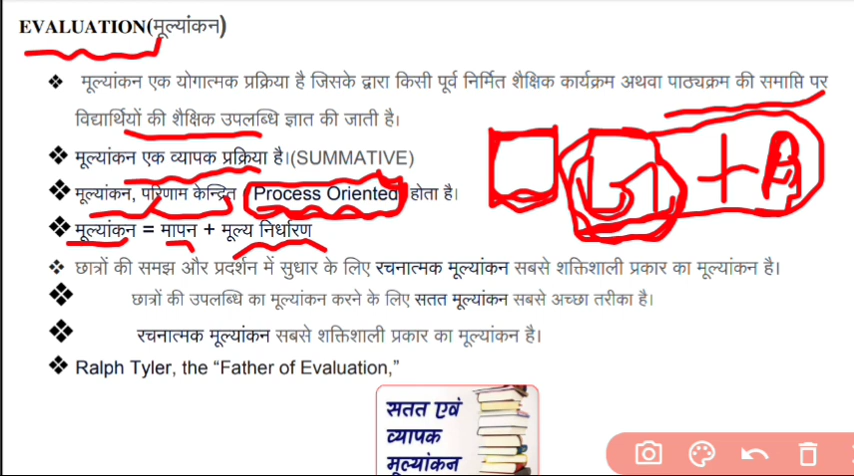 EVALUATION(मूल्यांकन)
❖ मूल्यांकन एक योगात्मक प्रक्रिया है जिसके द्वारा किसी पूर्व निर्मित शैक्षिक कार्यक्रम अथवा पाठ्यक्रम की समाप्ति पर
विद्यार्थियों की शैक्षिक उपलब्धि ज्ञात की जाती है।
❖ मूल्यांकन एक व्यापक प्रक्रिया है।(SUMMATIVE)
❖ मूल्यांकन, परिणाम केन्द्रित (Process Oriented) होता है।
❖ मूल्यांकन = मापन + मूल्य निर्धारण
❖ छात्रों की समझ और प्रदर्शन में सुधार के लिए रचनात्मक मूल्यांकन सबसे शक्तिशाली प्रकार का मूल्यांकन है।
❖ छात्रों की उपलब्धि का मूल्यांकन करने के लिए सतत मूल्यांकन सबसे अच्छा तरीका है।
❖ रचनात्मक मूल्यांकन सबसे शक्तिशाली प्रकार का मूल्यांकन है।
❖ Ralph Tyler, the “Father of Evaluation,”
सतत एवं
व्यापक
मूल्यांकन